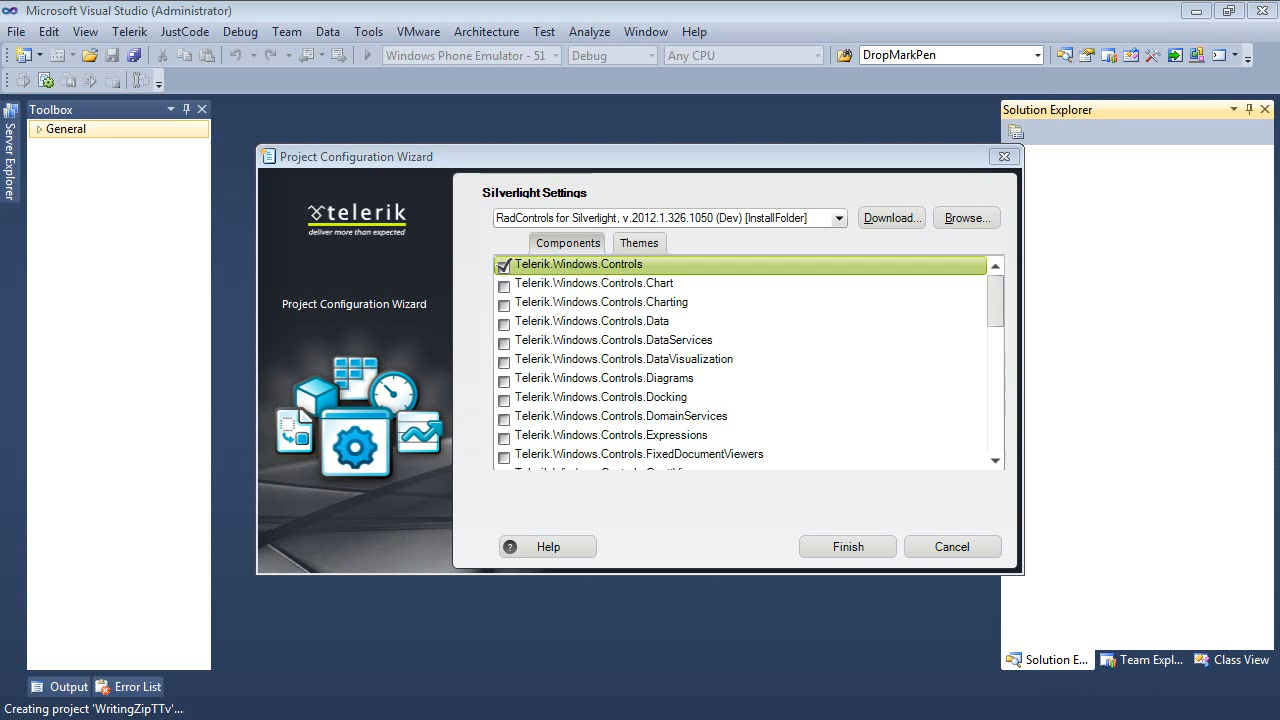 Microsoft Visual Studio (Administrator)
File Edit View Telerik JustCode Debug Team Data Tools VMware Architecture Test Analyze Window Help
Windows Phone Emulator - 51 Debug Any CPU DropMarkPen
Toolbox
General
Server Explorer
Solution Explorer
Project Configuration Wizard
telerik
deliver more than expected
Project Configuration Wizard
Silverlight Settings
RadControls for Silverlight, v.2012.1.326.1050 (Dev) [InstallFolder] Download... Browse...
Components Themes
Telerik.Windows.Controls
Telerik.Windows.Controls.Chart
Telerik.Windows.Controls.Charting
Telerik.Windows.Controls.Data
Telerik.Windows.Controls.DataServices
Telerik.Windows.Controls.DataVisualization
Telerik.Windows.Controls.Diagrams
Telerik.Windows.Controls.Docking
Telerik.Windows.Controls.DomainServices
Telerik.Windows.Controls.Expressions
Telerik.Windows.Controls.FixedDocumentViewers
? Help Finish Cancel
Solution E... Team Expl... Class View
Output Error List
Creating project 'WritingZipTTv'...